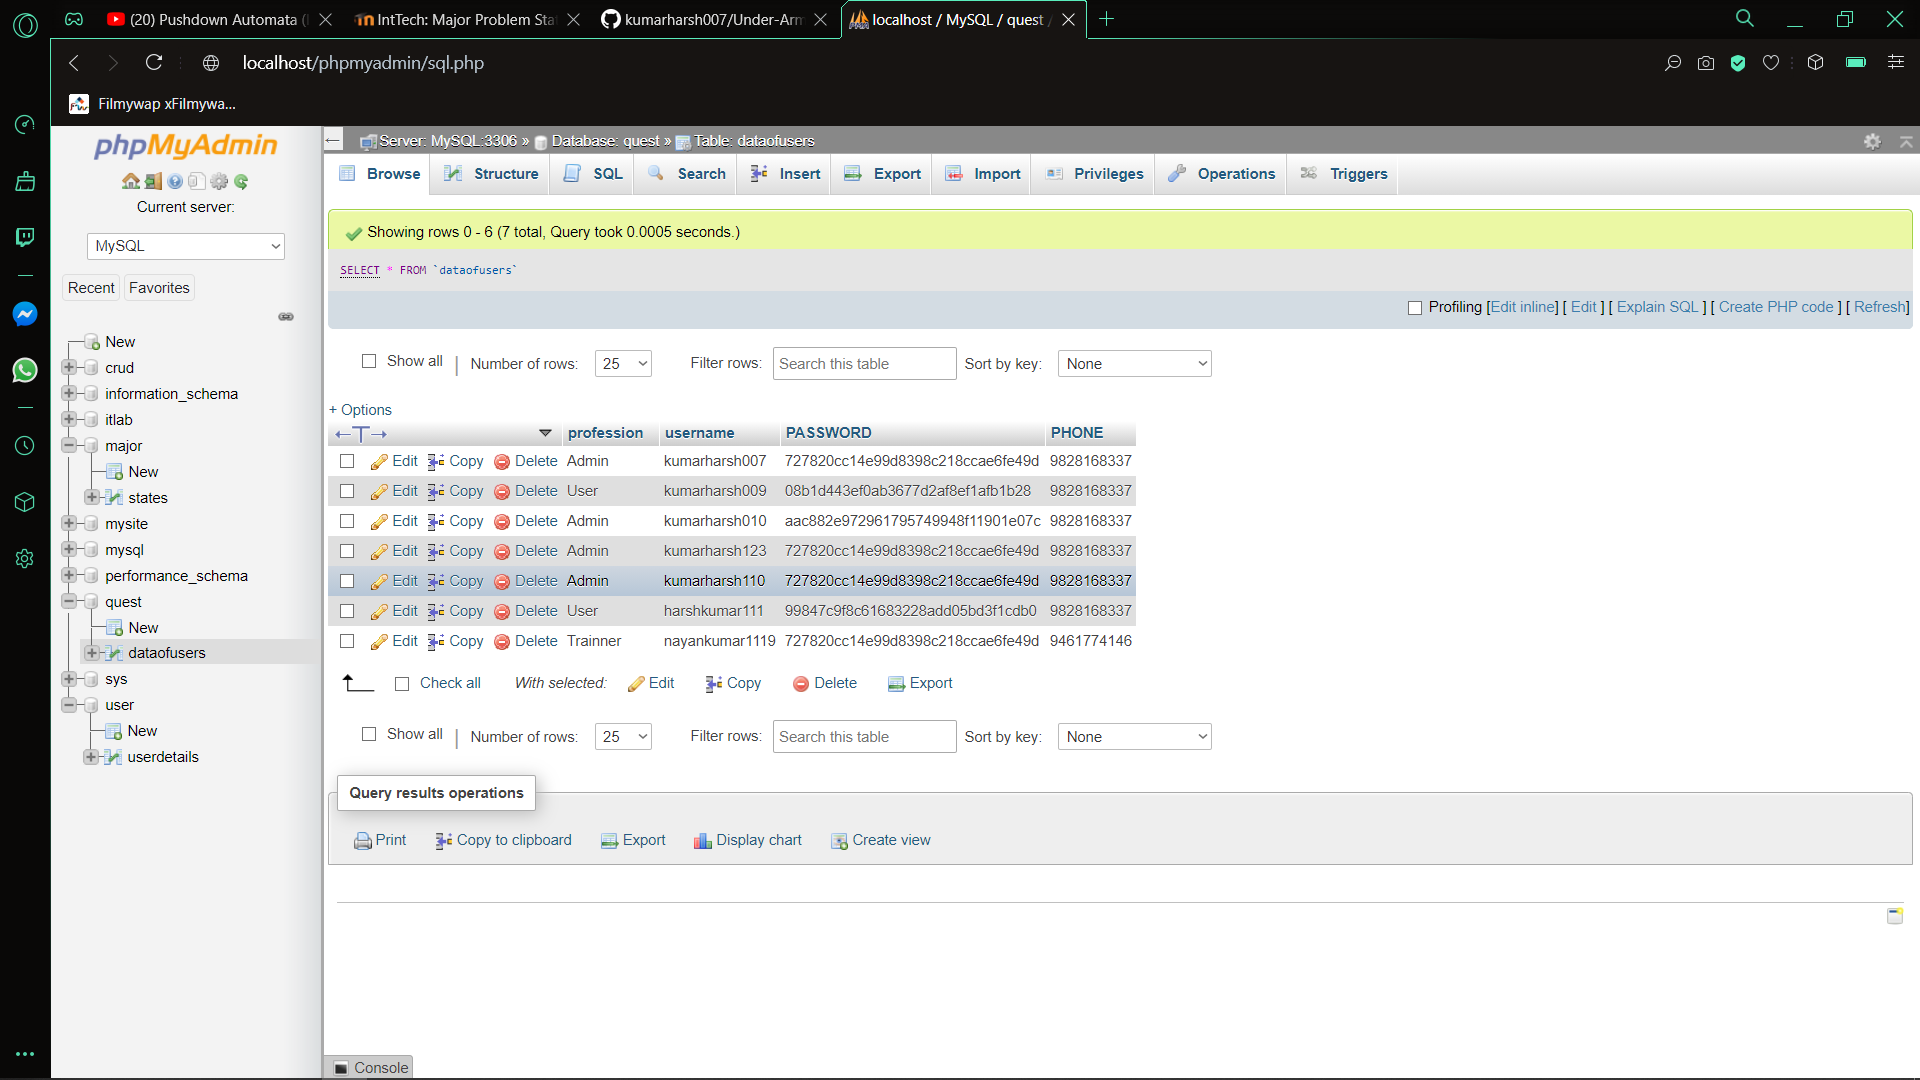 (20) Pushdown Automata (
IntTech: Major Problem Sta
kumarharsh007/Under-Arm
localhost / MySQL / quest /
localhost/phpmyadmin/sql.php
Filmywap xFilmywa...
phpMyAdmin
Current server:
MySQL
Recent
Favorites
New
crud
information_schema
itlab
major
New
states
mysite
mysql
performance_schema
quest
New
dataofusers
sys
user
New
userdetails
Server: MySQL:3306 » Database: quest » Table: dataofusers
Browse Structure SQL Search Insert Export Import Privileges Operations Triggers
Showing rows 0 - 6 (7 total, Query took 0.0005 seconds.)
SELECT * FROM `dataofusers`
Profiling [Edit inline] [ Edit ] [ Explain SQL ] [ Create PHP code ] [ Refresh]
Show all | Number of rows: 25 Filter rows: Search this table Sort by key: None
+ Options
←T→ profession username PASSWORD PHONE
Edit Copy Delete Admin kumarharsh007 727820cc14e99d8398c218ccae6fe49d 9828168337
Edit Copy Delete User kumarharsh009 08b1d443ef0ab3677d2af8ef1afb1b28 9828168337
Edit Copy Delete Admin kumarharsh010 aac882e972961795749948f11901e07c 9828168337
Edit Copy Delete Admin kumarharsh123 727820cc14e99d8398c218ccae6fe49d 9828168337
Edit Copy Delete Admin kumarharsh110 727820cc14e99d8398c218ccae6fe49d 9828168337
Edit Copy Delete User harshkumar111 99847c9f8c61683228add05bd3f1cdb0 9828168337
Edit Copy Delete Trainner nayankumar1119 727820cc14e99d8398c218ccae6fe49d 9461774146
Check all With selected: Edit Copy Delete Export
Show all | Number of rows: 25 Filter rows: Search this table Sort by key: None
Query results operations
Print Copy to clipboard Export Display chart Create view
Console